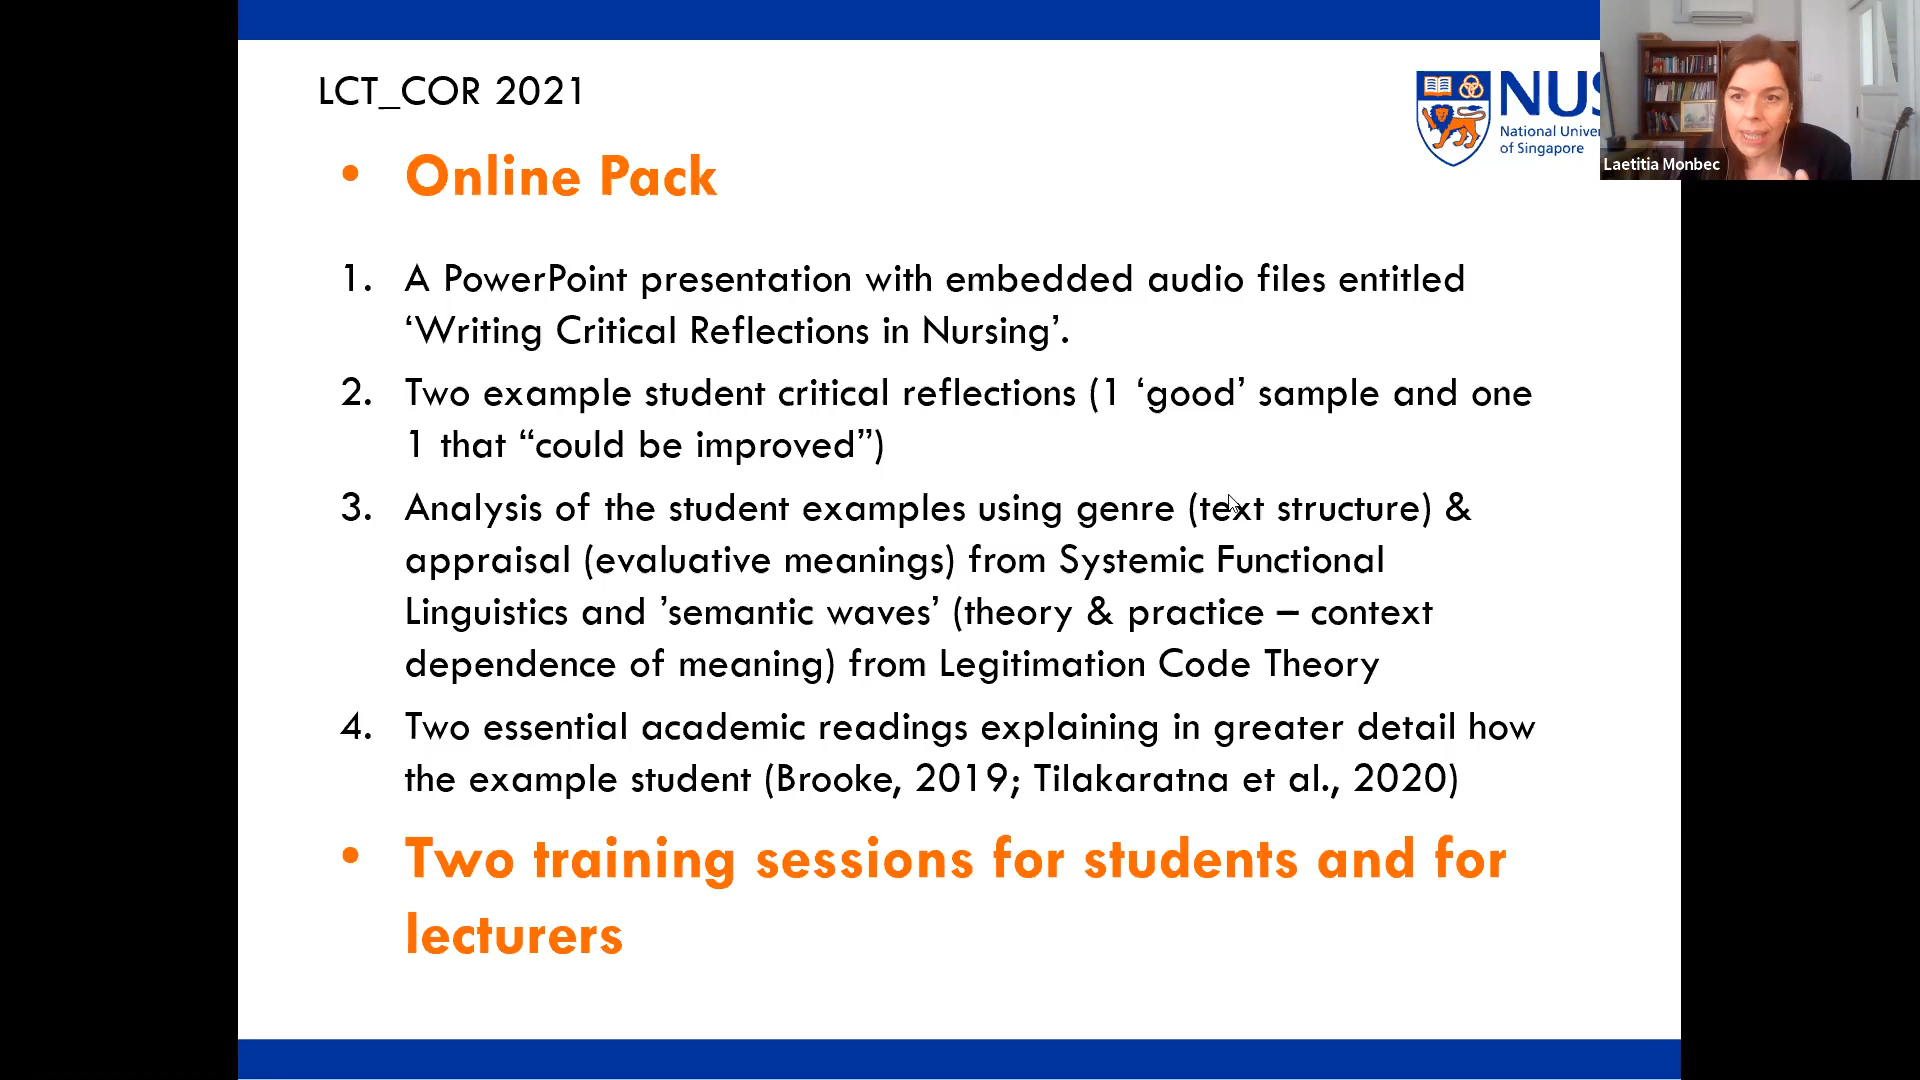 LCT_COR 2021
NUS
National Univer
of Singapore
Laetitia Monbec
• Online Pack
1. A PowerPoint presentation with embedded audio files entitled
‘Writing Critical Reflections in Nursing’.
2. Two example student critical reflections (1 ‘good’ sample and one
1 that “could be improved”)
3. Analysis of the student examples using genre (text structure) &
appraisal (evaluative meanings) from Systemic Functional
Linguistics and ’semantic waves’ (theory & practice – context
dependence of meaning) from Legitimation Code Theory
4. Two essential academic readings explaining in greater detail how
the example student (Brooke, 2019; Tilakaratna et al., 2020)
• Two training sessions for students and for
lecturers